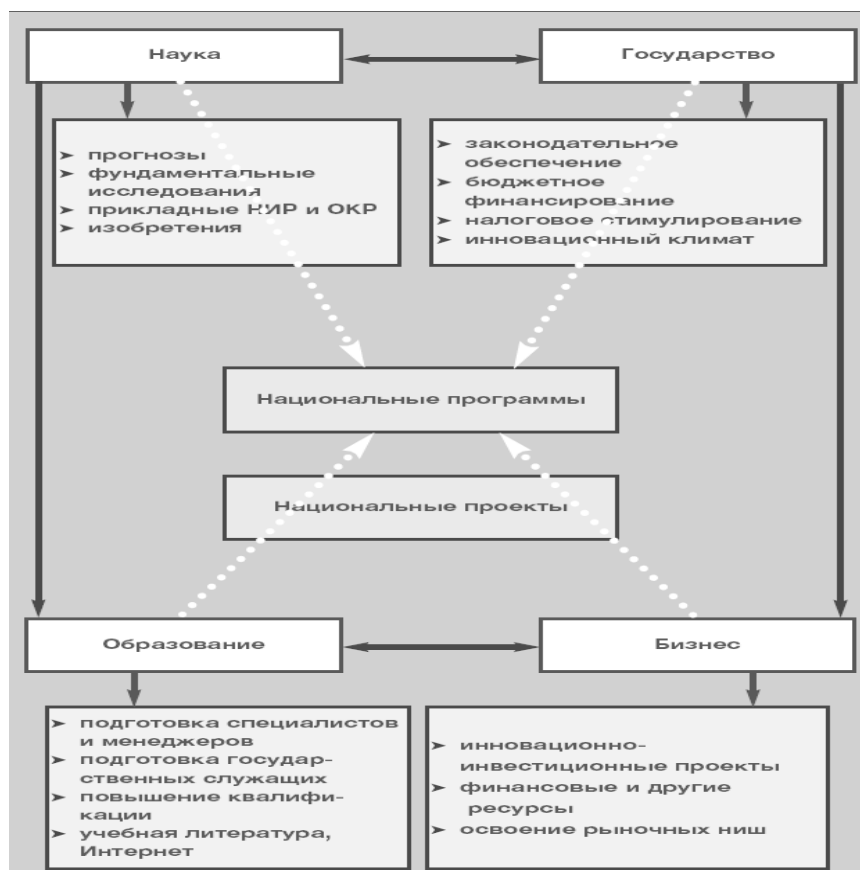 Наука
Государство
➤ прогнозы
➤ фундаментальные
исследования
➤ прикладные НИР и ОКР
➤ изобретения
➤ законодательное
обеспечение
➤ бюджетное
финансирование
➤ налоговое стимулирование
➤ инновационный климат
Национальные программы
Национальные проекты
Образование
Бизнес
➤ подготовка специалистов
и менеджеров
➤ подготовка государ-
ственных служащих
➤ повышение квалифи-
кации
➤ учебная литература,
Интернет
➤ инновационно-
инвестиционные проекты
➤ финансовые и другие
ресурсы
➤ освоение рыночных ниш